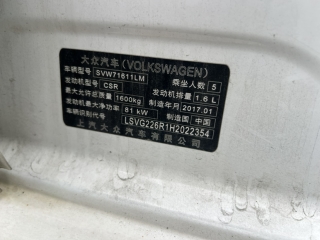 大众汽车(VOLKSWAGEN)
车辆型号 SVW71611LM 乘坐人数 5
发动机型号 CSR 发动机排量 1.6 L
最大允许总质量 1600kg 制造年月 2017.01
发动机最大净功率 81 kW 制造国 中国
车辆识别代号 LSVG226R1H2022354
上汽大众汽车有限公司